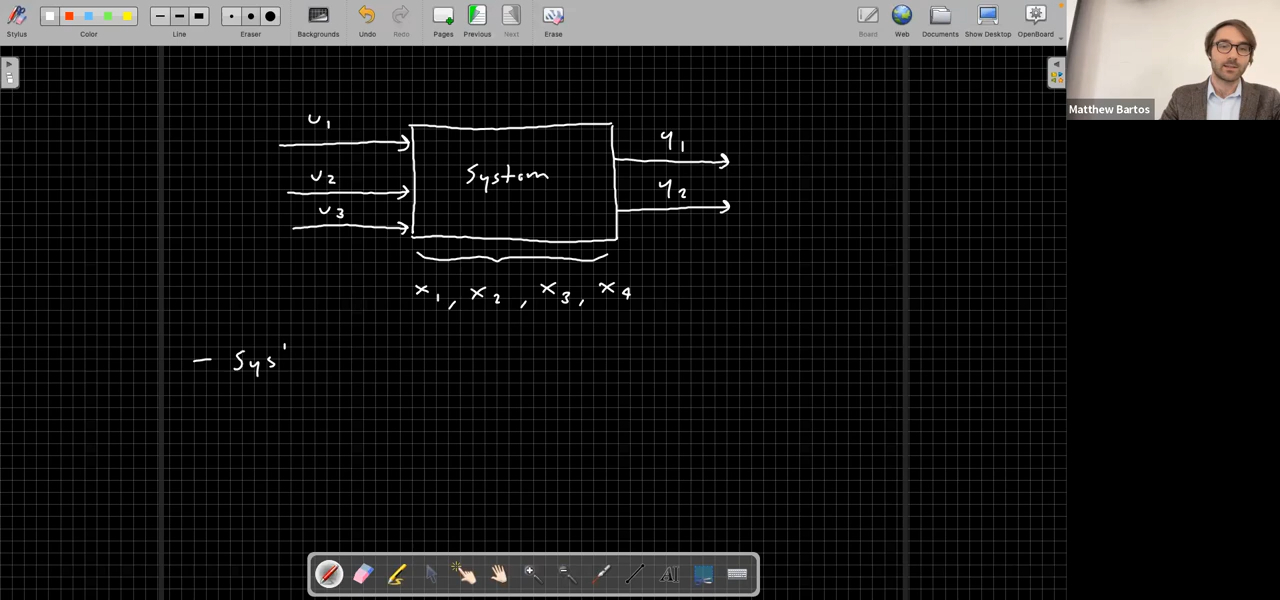 Stylus Color Line Eraser Backgrounds Undo Redo Pages Previous Next Erase Board Web Documents Show Desktop OpenBoard
Matthew Bartos
u1
u2
u3
System
y1
y2
x1, x2, x3, x4
- Sys
AI